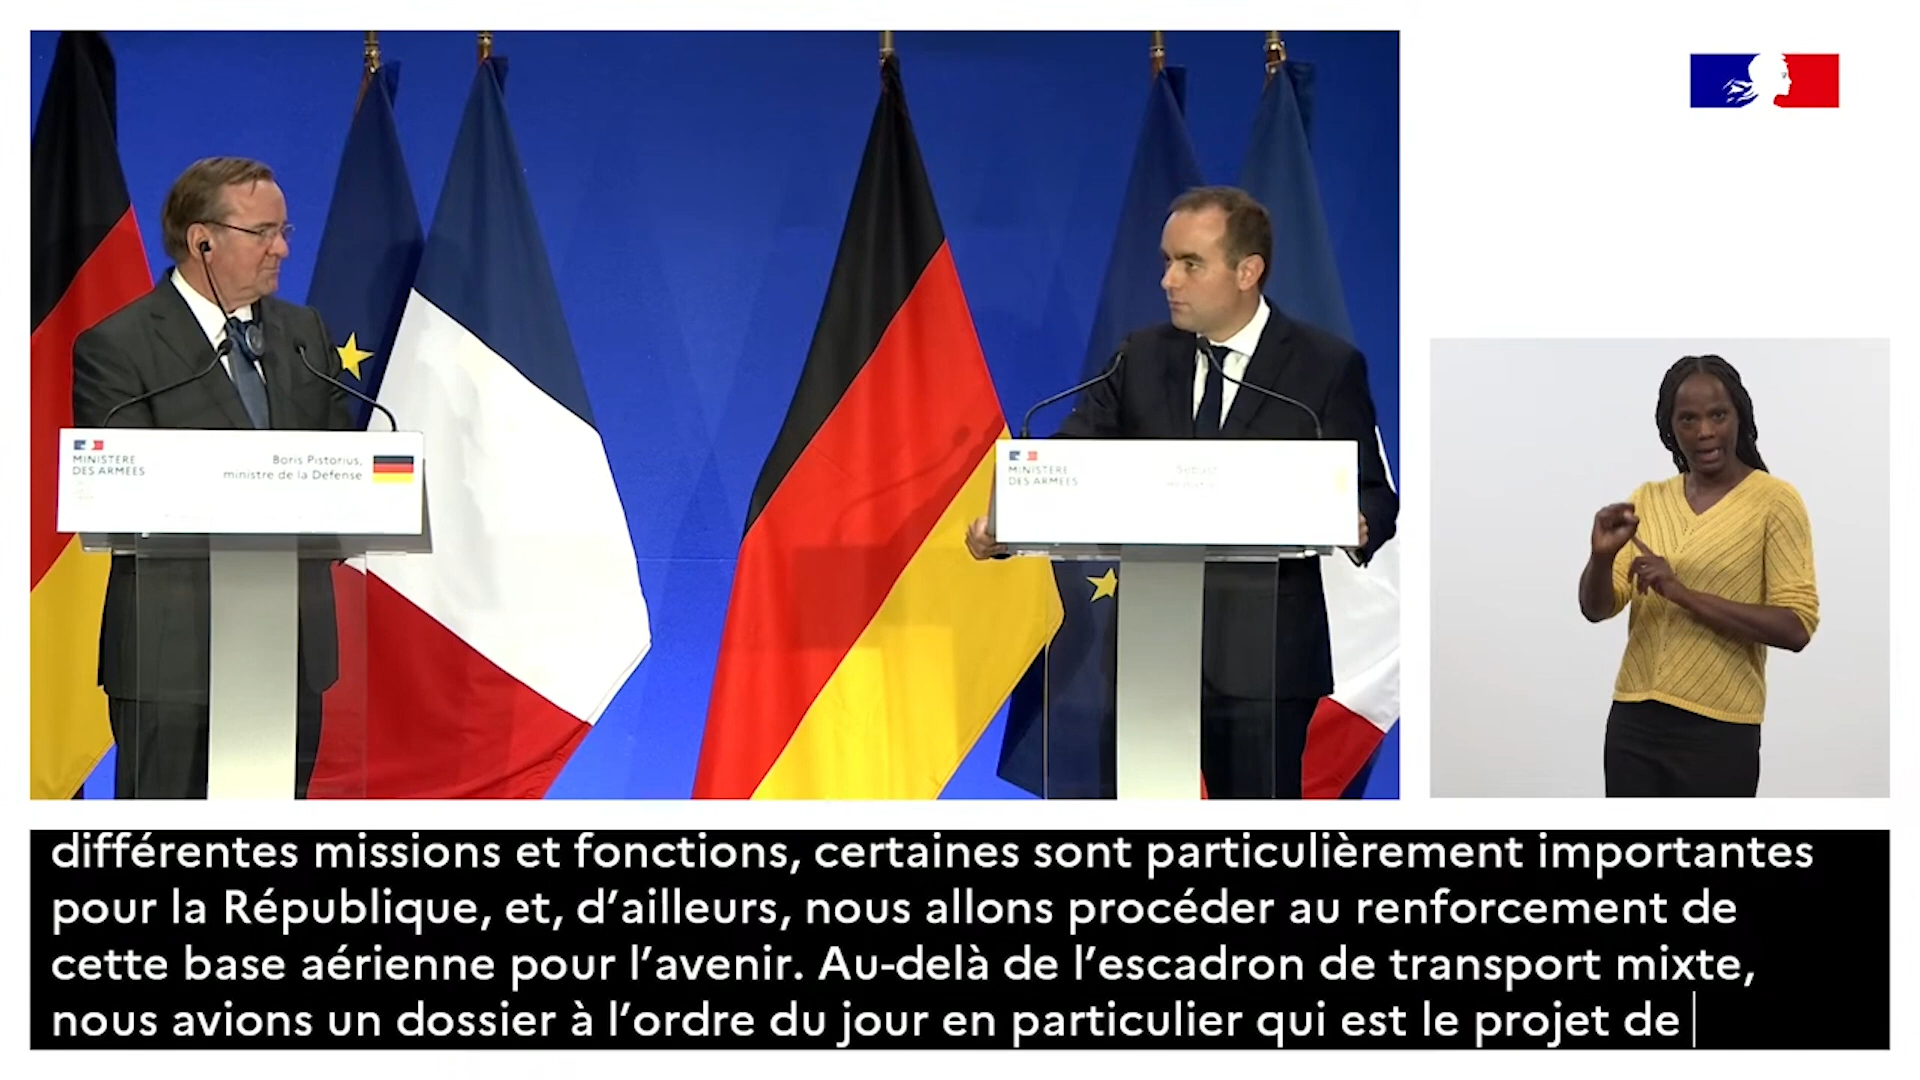 MINISTÈRE
DES ARMÉES
Boris Pistorius,
ministre de la Défense
MINISTÈRE
DES ARMÉES
différentes missions et fonctions, certaines sont particulièrement importantes
pour la République, et, d’ailleurs, nous allons procéder au renforcement de
cette base aérienne pour l’avenir. Au-delà de l’escadron de transport mixte,
nous avions un dossier à l’ordre du jour en particulier qui est le projet de